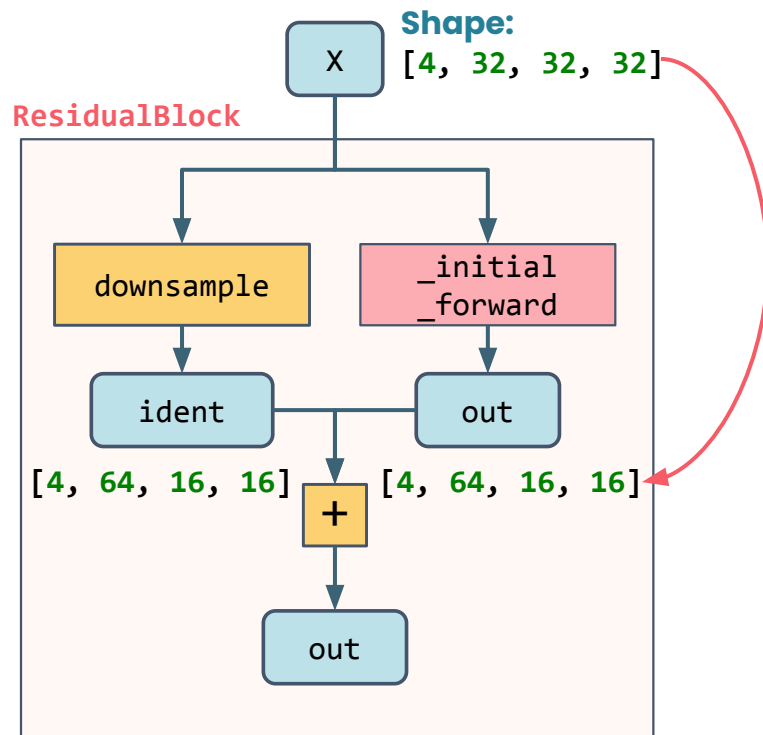 Shape:
X
[4, 32, 32, 32]
ResidualBlock
downsample
_initial
_forward
ident
out
[4, 64, 16, 16]
[4, 64, 16, 16]
+
out